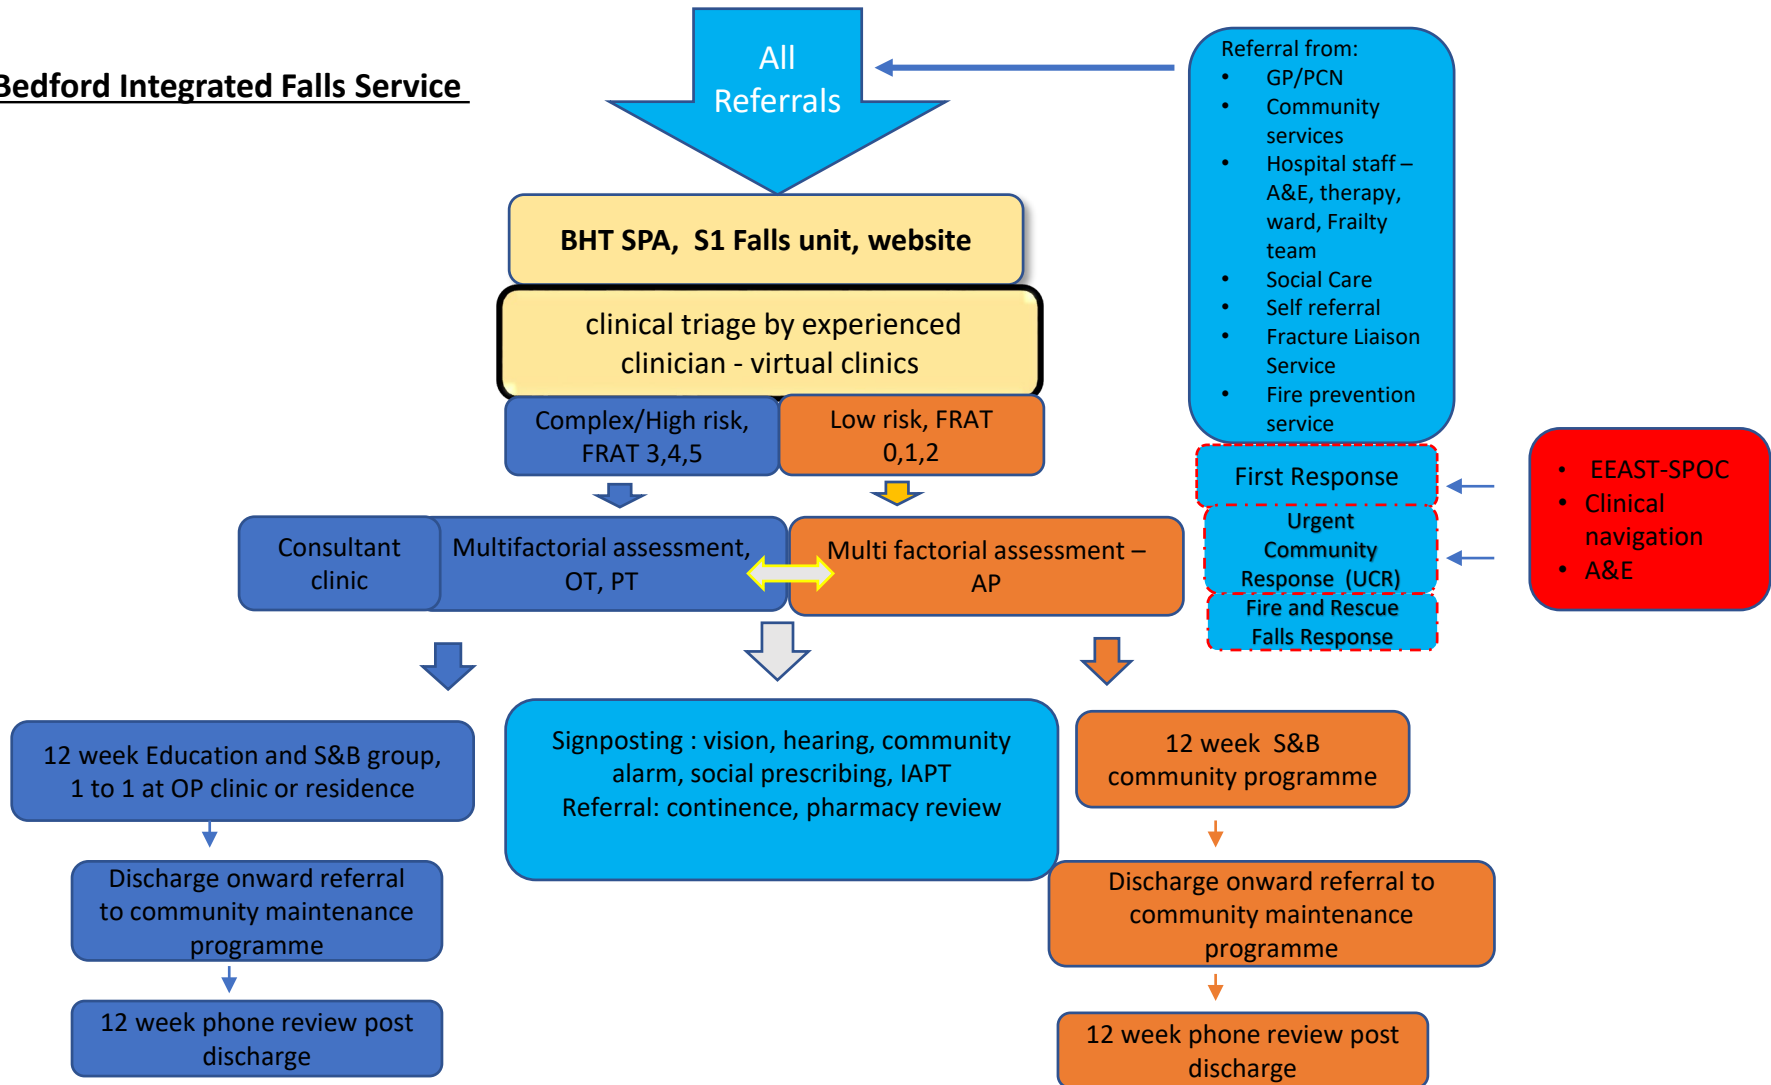 Bedford Integrated Falls Service
All
Referrals
Referral from:
• GP/PCN
• Community
services
• Hospital staff –
A&E, therapy,
ward, Frailty
team
• Social Care
• Self referral
• Fracture Liaison
Service
• Fire prevention
service
BHT SPA, S1 Falls unit, website
clinical triage by experienced
clinician - virtual clinics
Complex/High risk,
FRAT 3,4,5
Low risk, FRAT
0,1,2
First Response
Urgent
Community
Response (UCR)
Fire and Rescue
Falls Response
• EEAST-SPOC
• Clinical
navigation
• A&E
Consultant
clinic
Multifactorial assessment,
OT, PT
Multi factorial assessment –
AP
12 week Education and S&B group,
1 to 1 at OP clinic or residence
Signposting : vision, hearing, community
alarm, social prescribing, IAPT
Referral: continence, pharmacy review
12 week S&B
community programme
Discharge onward referral
to community maintenance
programme
Discharge onward referral to
community maintenance
programme
12 week phone review post
discharge
12 week phone review post
discharge